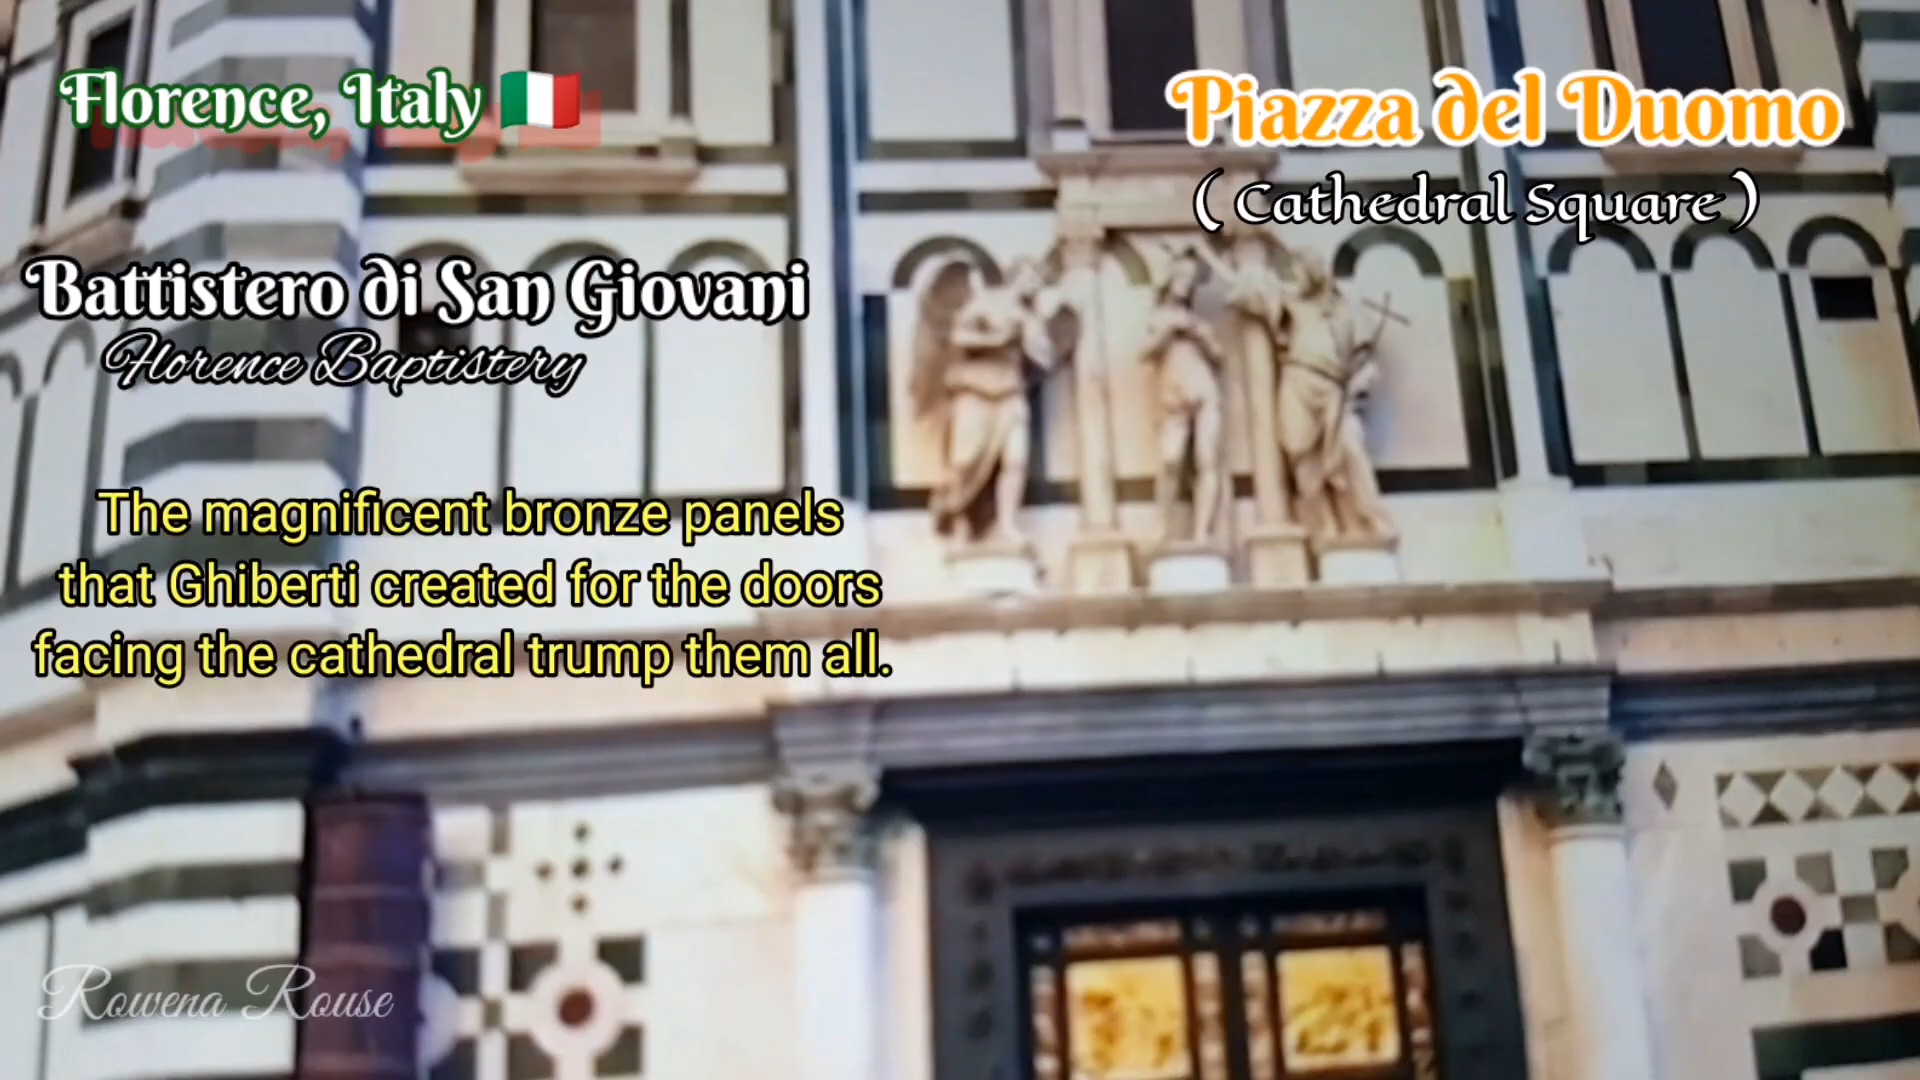 Florence, Italy 🇮🇹
Piazza del Duomo
( Cathedral Square )
Battistero di San Giovani
Florence Baptistery
The magnificent bronze panels
that Ghiberti created for the doors
facing the cathedral trump them all.
Rowena Rouse